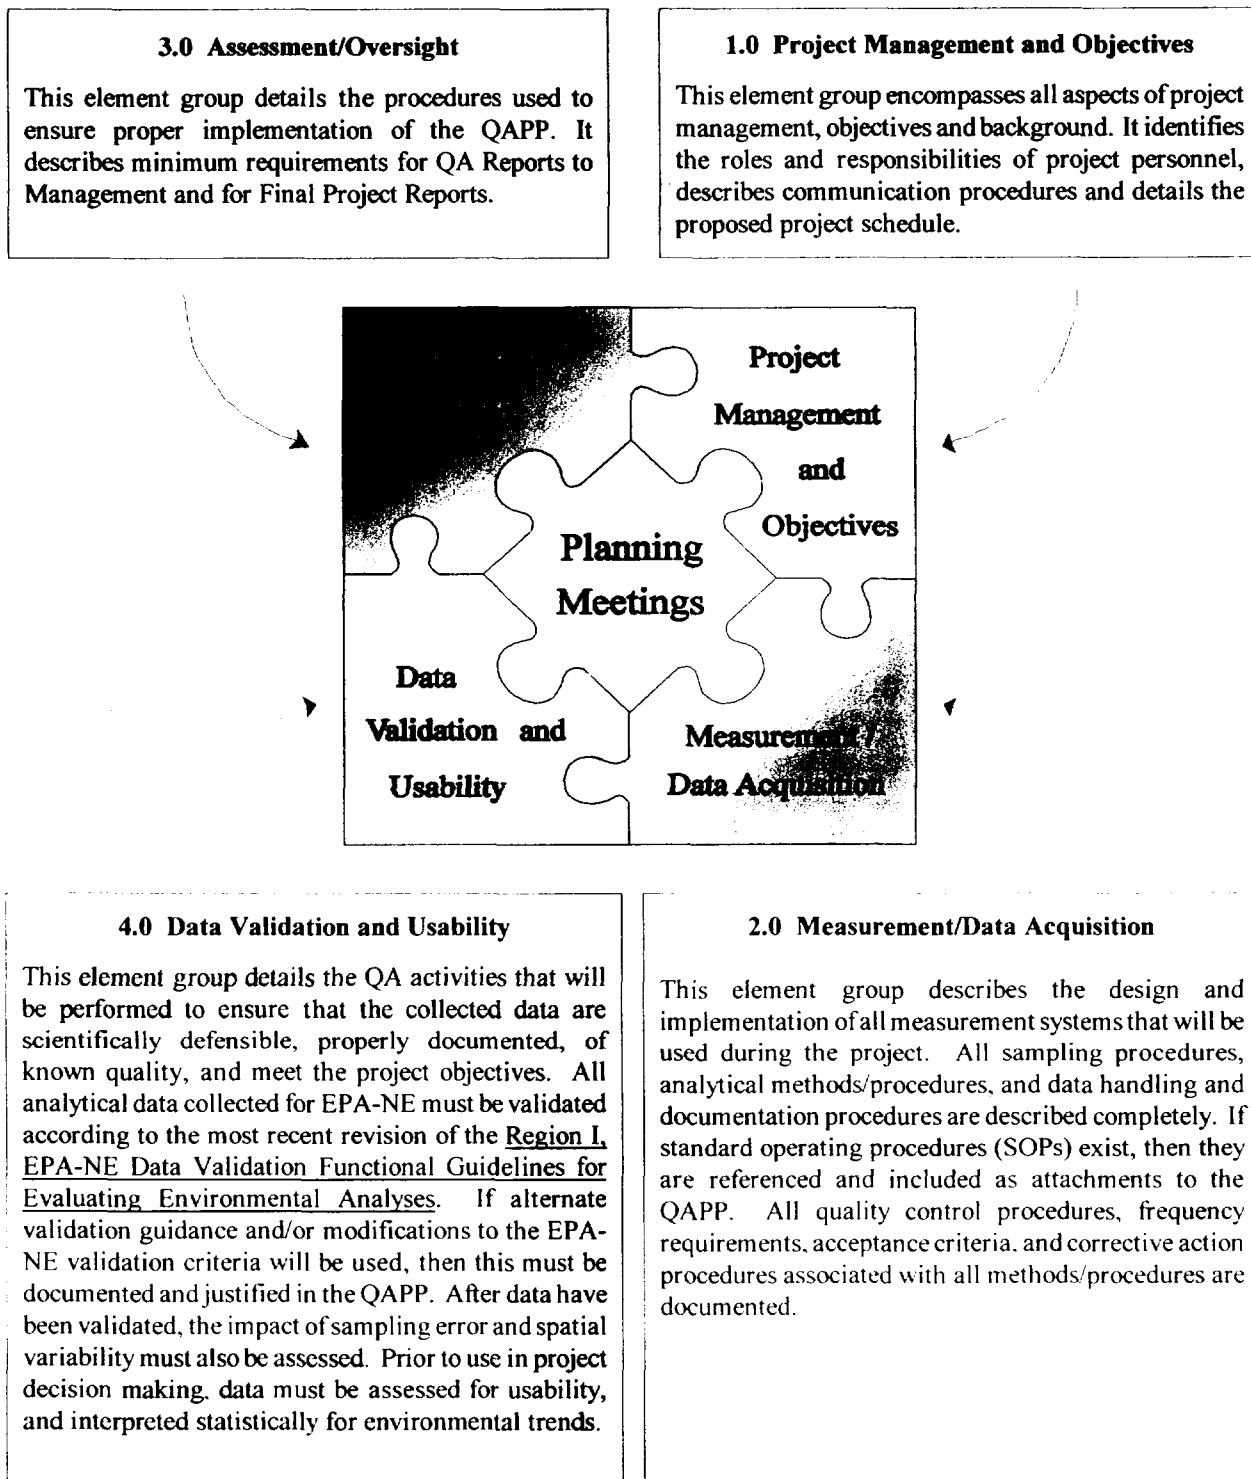 3.0 Assessment/Oversight
This element group details the procedures used to
ensure proper implementation of the QAPP. It
describes minimum requirements for QA Reports to
Management and for Final Project Reports.
1.0 Project Management and Objectives
This element group encompasses all aspects of project
management, objectives and background. It identifies
the roles and responsibilities of project personnel,
describes communication procedures and details the
proposed project schedule.
Project
Management
and
Objectives
Planning
Meetings
Data
Validation and
Usability
Measurement /
Data Acquisition
4.0 Data Validation and Usability
This element group details the QA activities that will
be performed to ensure that the collected data are
scientifically defensible, properly documented, of
known quality, and meet the project objectives. All
analytical data collected for EPA-NE must be validated
according to the most recent revision of the Region I,
EPA-NE Data Validation Functional Guidelines for
Evaluating Environmental Analyses. If alternate
validation guidance and/or modifications to the EPA-
NE validation criteria will be used, then this must be
documented and justified in the QAPP. After data have
been validated, the impact of sampling error and spatial
variability must also be assessed. Prior to use in project
decision making, data must be assessed for usability,
and interpreted statistically for environmental trends.
2.0 Measurement/Data Acquisition
This element group describes the design and
implementation of all measurement systems that will be
used during the project. All sampling procedures,
analytical methods/procedures, and data handling and
documentation procedures are described completely. If
standard operating procedures (SOPs) exist, then they
are referenced and included as attachments to the
QAPP. All quality control procedures, frequency
requirements, acceptance criteria, and corrective action
procedures associated with all methods/procedures are
documented.